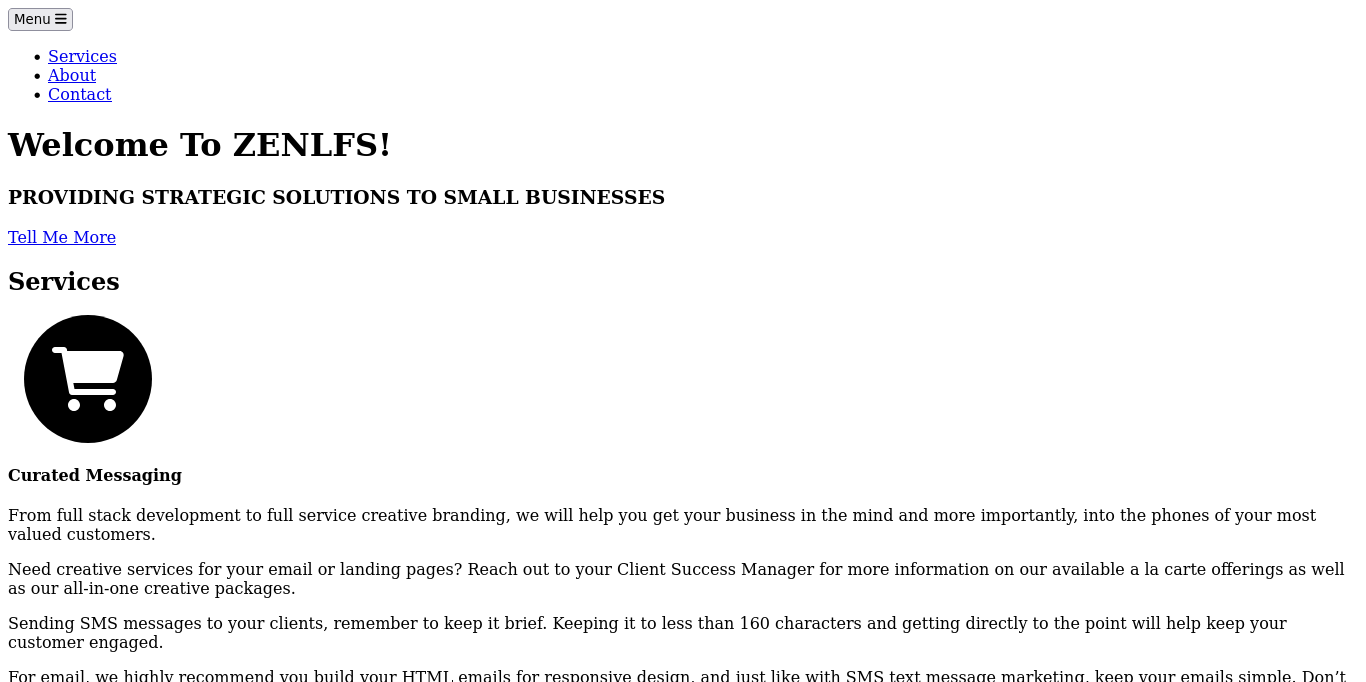 Menu
Services
About
Contact
Welcome To ZENLFS!
PROVIDING STRATEGIC SOLUTIONS TO SMALL BUSINESSES
Tell Me More
Services
Curated Messaging
From full stack development to full service creative branding, we will help you get your business in the mind and more importantly, into the phones of your most
valued customers.
Need creative services for your email or landing pages? Reach out to your Client Success Manager for more information on our available a la carte offerings as well
as our all-in-one creative packages.
Sending SMS messages to your clients, remember to keep it brief. Keeping it to less than 160 characters and getting directly to the point will help keep your
customer engaged.
For email, we highly recommend you build your HTML emails for responsive design, and just like with SMS text message marketing, keep your emails simple. Don’t